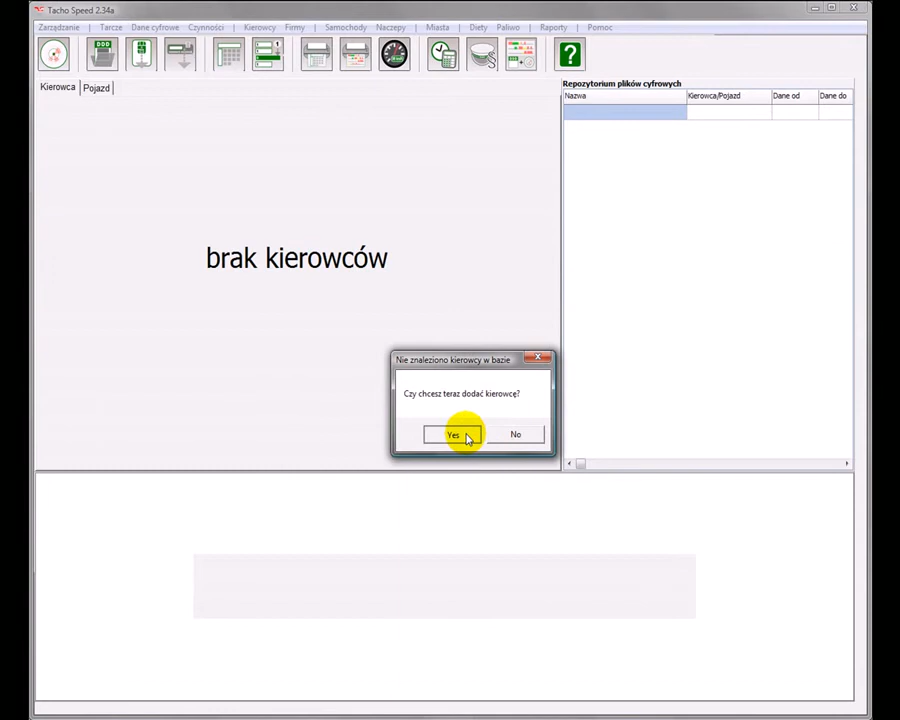 Tacho Speed 2.34a
Zarządzanie | Tarcze | Dane cyfrowe | Czynności | Kierowcy | Firmy | Samochody | Naczepy | Miasta | Diety | Paliwo | Raporty | Pomoc
Kierowca Pojazd
Repozytorium plików cyfrowych
Nazwa Kierowca/Pojazd Dane od Dane do
brak kierowców
Nie znaleziono kierowcy w bazie
Czy chcesz teraz dodać kierowcę?
Yes No